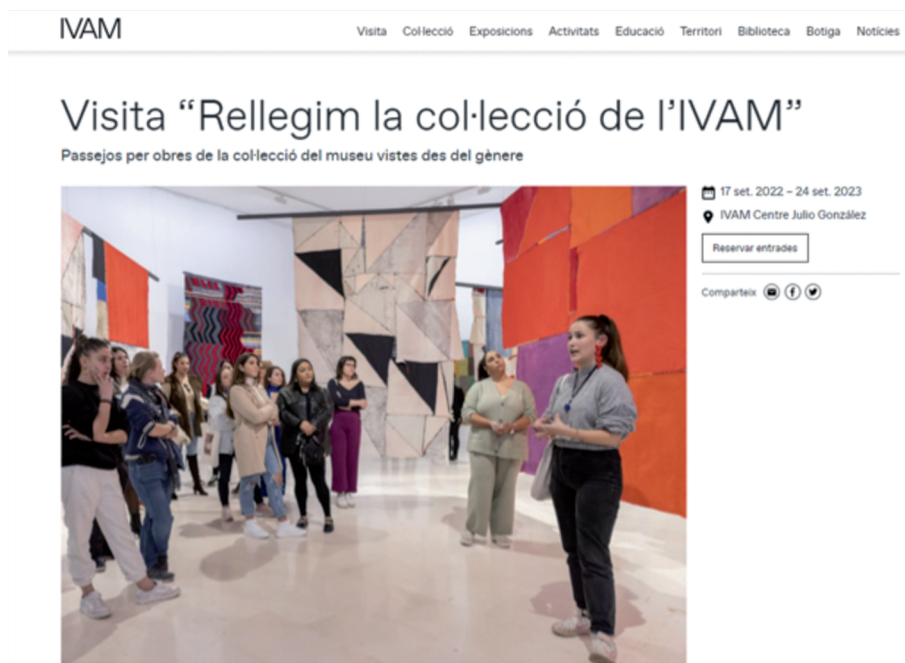 IVAM
Visita Col·lecció Exposicions Activitats Educació Territori Biblioteca Botiga Notícies
Visita “Rellegim la col·lecció de l’IVAM”
Passejos per obres de la col·lecció del museu vistes des del gènere
17 set. 2022 – 24 set. 2023
IVAM Centre Julio González
Reservar entrades
Comparteix